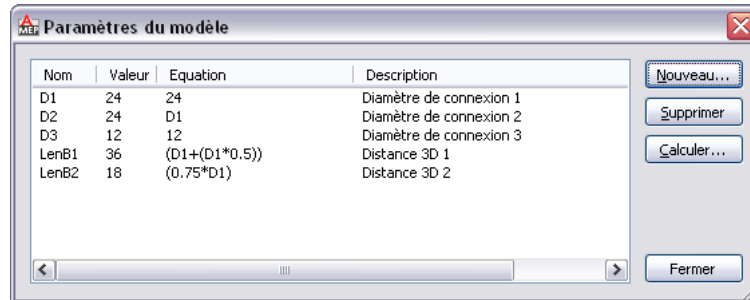 MEP Paramètres du modèle
Nom Valeur Equation Description
D1 24 24 Diamètre de connexion 1
D2 24 D1 Diamètre de connexion 2
D3 12 12 Diamètre de connexion 3
LenB1 36 (D1+(D1*0.5)) Distance 3D 1
LenB2 18 (0.75*D1) Distance 3D 2
Nouveau...
Supprimer
Calculer...
Fermer